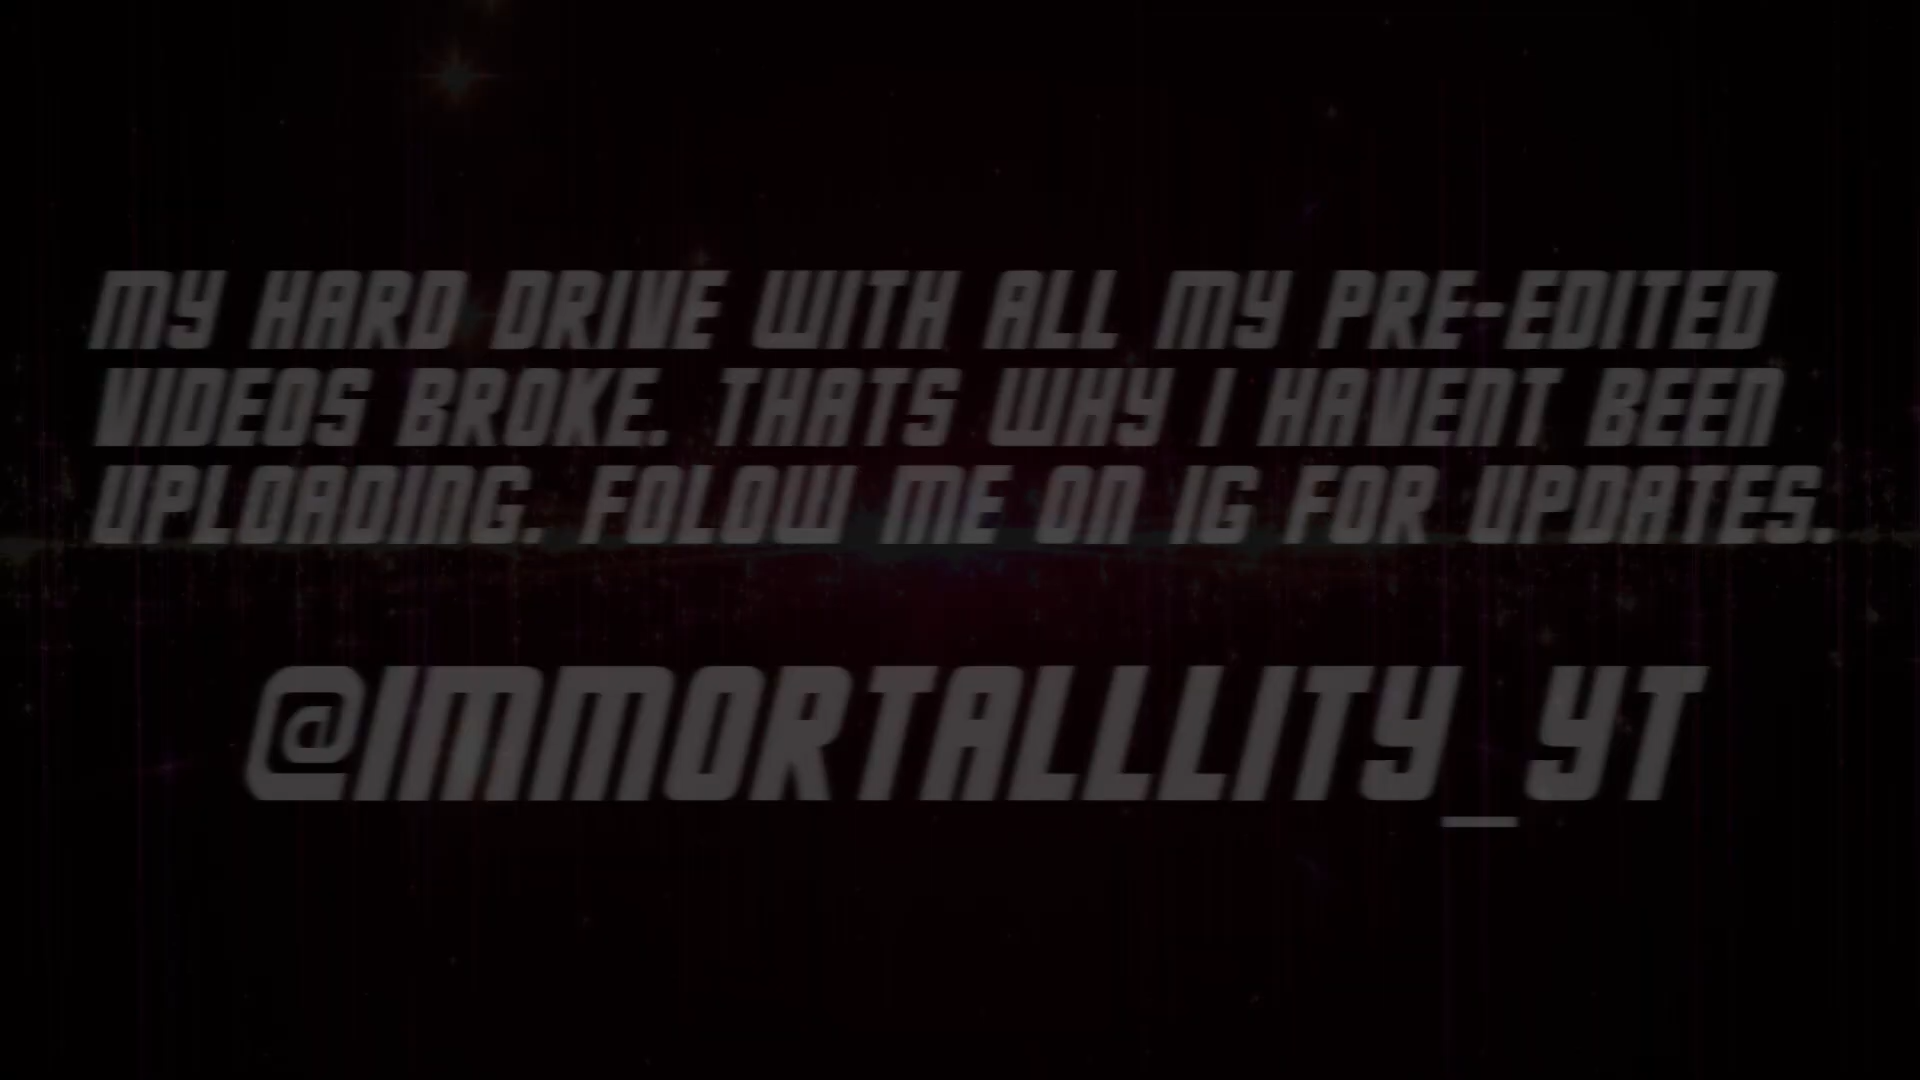 MY HARD DRIVE WITH ALL MY PRE-EDITED
VIDEOS BROKE. THATS WHY I HAVENT BEEN
UPLOADING. FOLOW ME ON IG FOR UPDATES.
@IMMORTALLLITY_YT